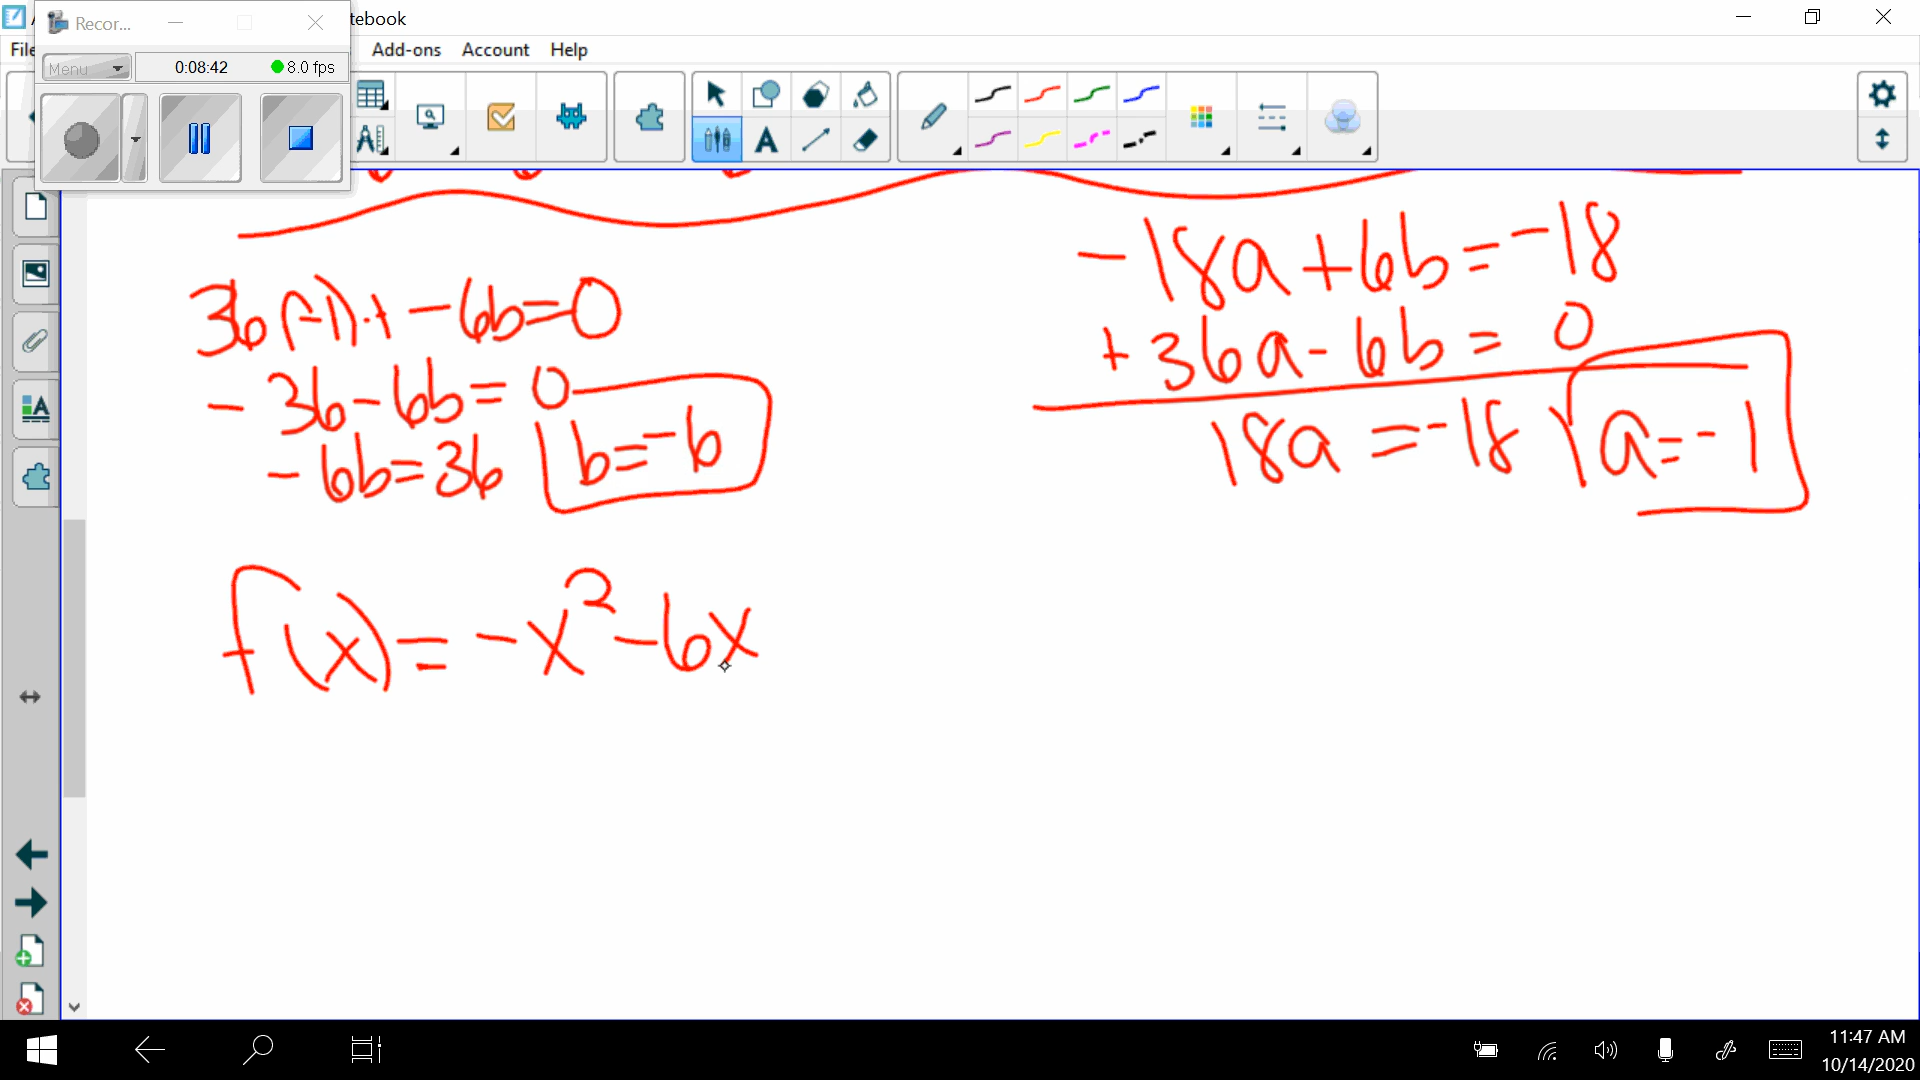 Recor...
tebook
File
Add-ons Account Help
Menu
0:08:42
8.0 fps
-18a+6b=-18
+36a-6b= 0
18a =-18
a=-1
36(-1)+-6b=0
-36-6b=0
-6b=36
b=-6
f(x)=-x²-6x
11:47 AM
10/14/2020